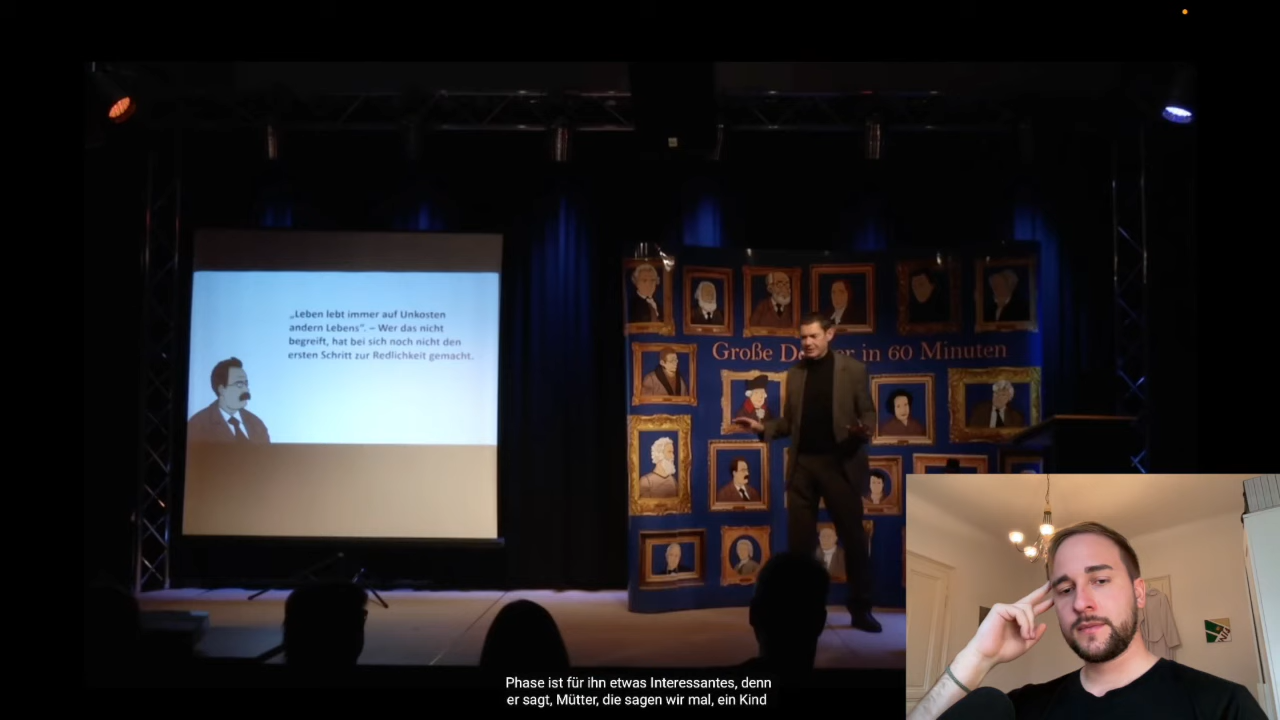 „Leben lebt immer auf Unkosten
andern Lebens“. – Wer das nicht
begreift, hat bei sich noch nicht den
ersten Schritt zur Redlichkeit gemacht.
Große in 60 Minuten
Phase ist für ihn etwas Interessantes, denn
er sagt, Mütter, die sagen wir mal, ein Kind